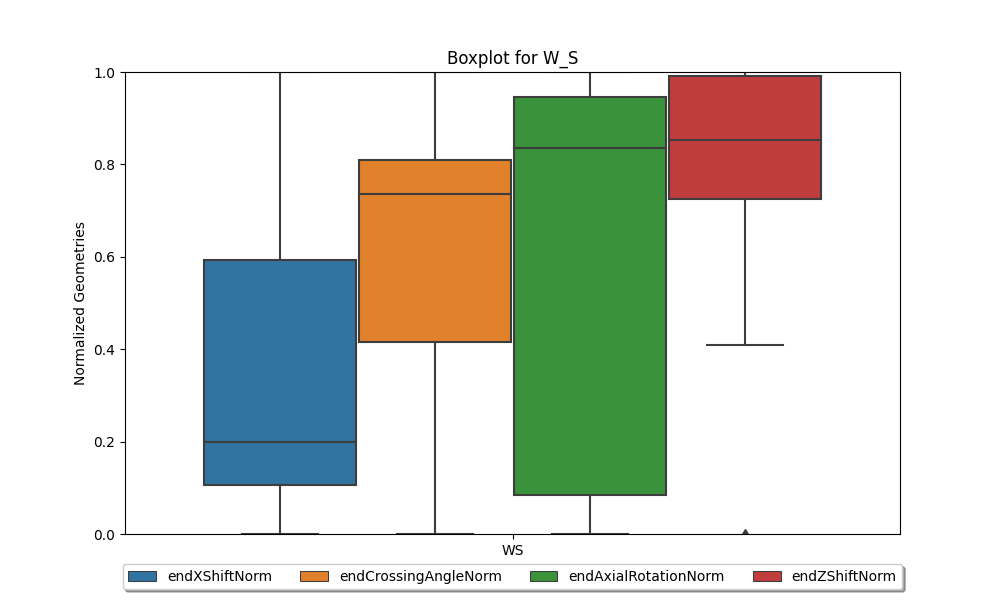 Boxplot for W_S
1.0
0.8
0.6
0.4
0.2
0.0
Normalized Geometries
WS
endXShiftNorm endCrossingAngleNorm endAxialRotationNorm endZShiftNorm